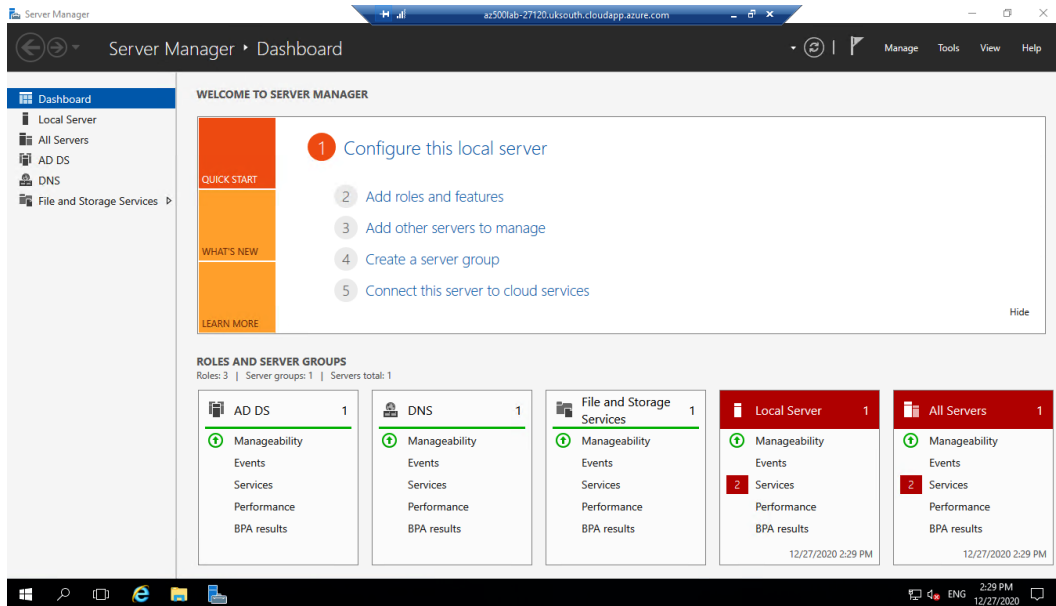 Server Manager
az500lab-27120.uksouth.cloudapp.azure.com
Server Manager • Dashboard
Manage Tools View Help
Dashboard
Local Server
All Servers
AD DS
DNS
File and Storage Services
WELCOME TO SERVER MANAGER
QUICK START
WHAT'S NEW
LEARN MORE
1 Configure this local server
2 Add roles and features
3 Add other servers to manage
4 Create a server group
5 Connect this server to cloud services
Hide
ROLES AND SERVER GROUPS
Roles: 3 | Server groups: 1 | Servers total: 1
AD DS 1
Manageability
Events
Services
Performance
BPA results
DNS 1
Manageability
Events
Services
Performance
BPA results
File and Storage
Services 1
Manageability
Events
Services
Performance
BPA results
Local Server 1
Manageability
Events
2 Services
Performance
BPA results
12/27/2020 2:29 PM
All Servers 1
Manageability
Events
2 Services
Performance
BPA results
12/27/2020 2:29 PM
ENG
2:29 PM
12/27/2020